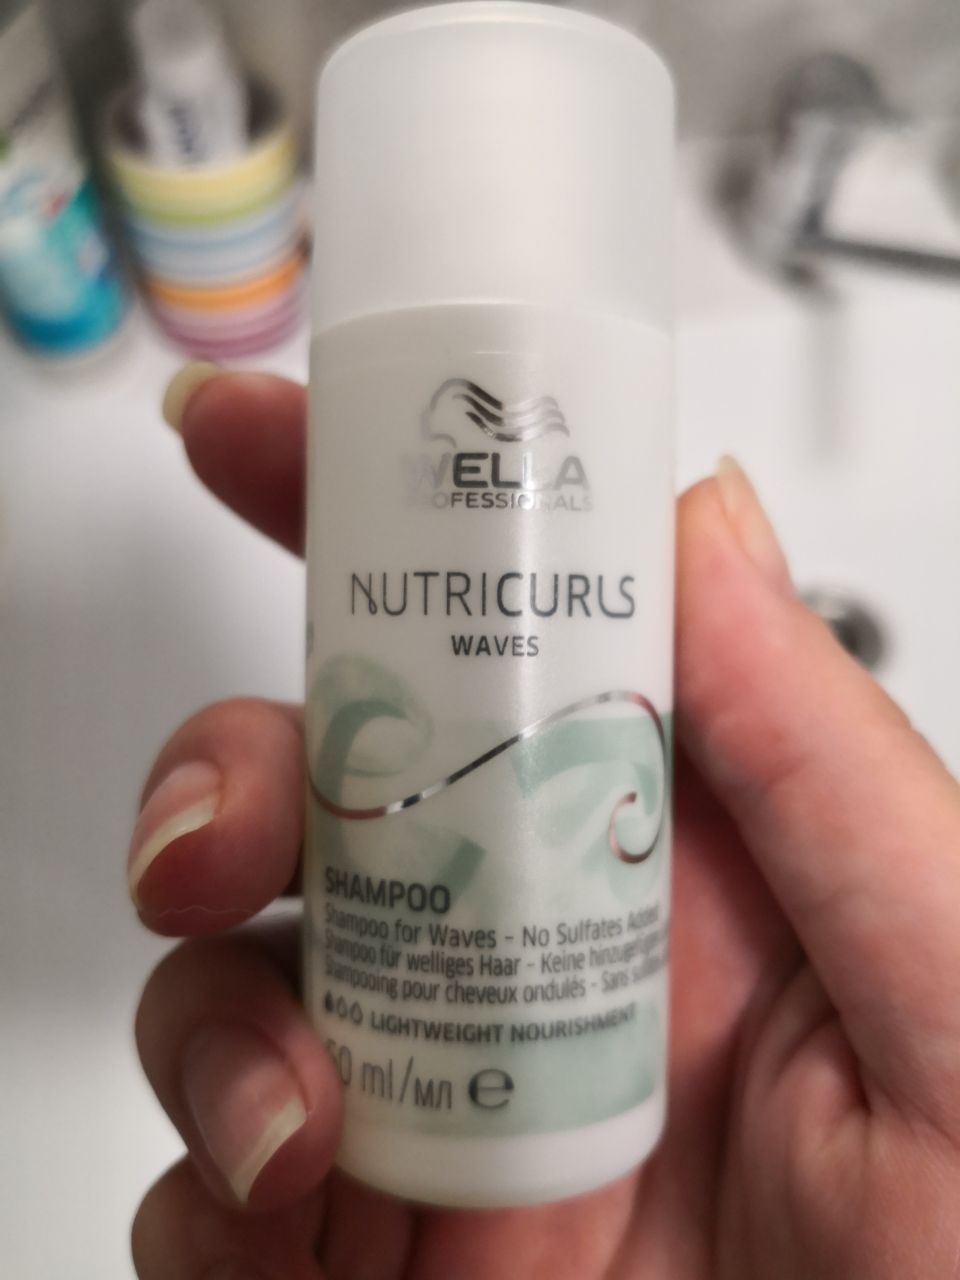 WELLA
PROFESSIONALS
NUTRICURLS
WAVES
SHAMPOO
Shampoo for Waves - No Sulfates Added
Shampoo für welliges Haar - Keine
Shampooing pour cheveux ondulés - Sans
LIGHTWEIGHT NOURISHMENT
50 ml/мл e